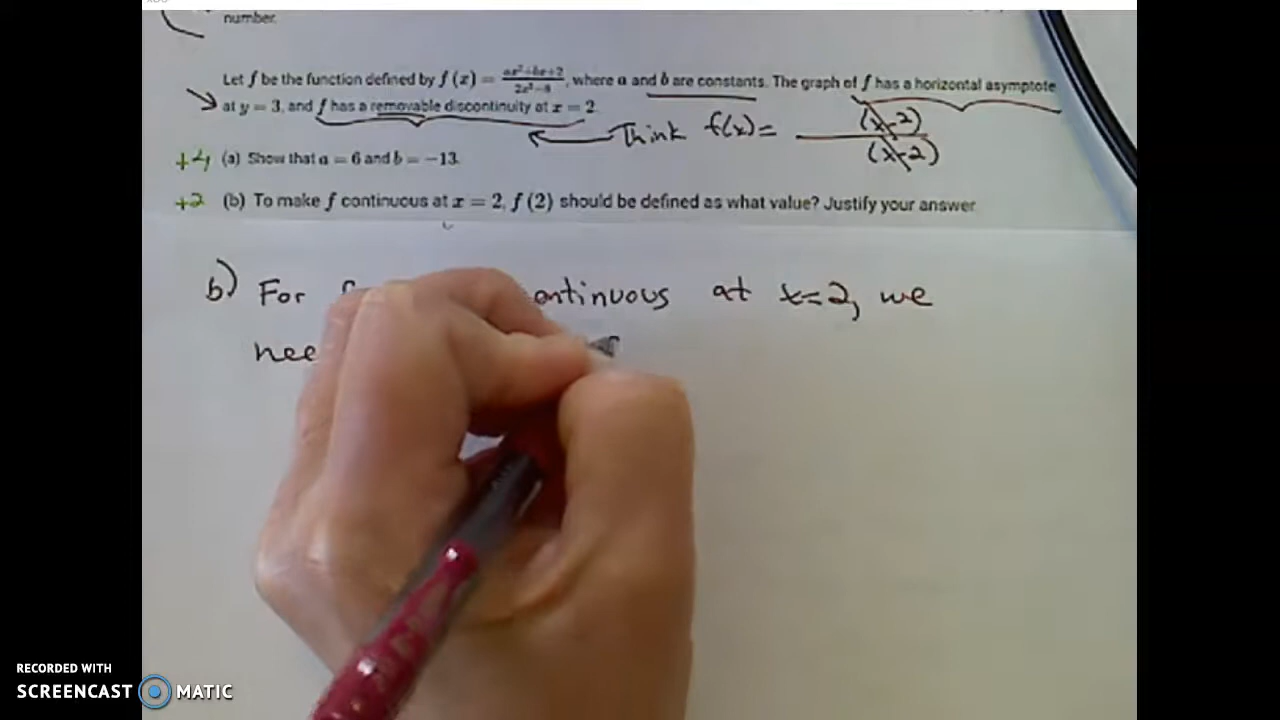 number.
Let f be the function defined by f(x) = (ax²+bx+2)/(2x²−8), where a and b are constants. The graph of f has a horizontal asymptote
at y = 3, and f has a removable discontinuity at x = 2.
Think f(x) = (x-2)/(x-2)
+4 (a) Show that a = 6 and b = −13.
+2 (b) To make f continuous at x = 2, f(2) should be defined as what value? Justify your answer.
b) For ontinuous at x=2, we
nee
RECORDED WITH
SCREENCAST MATIC